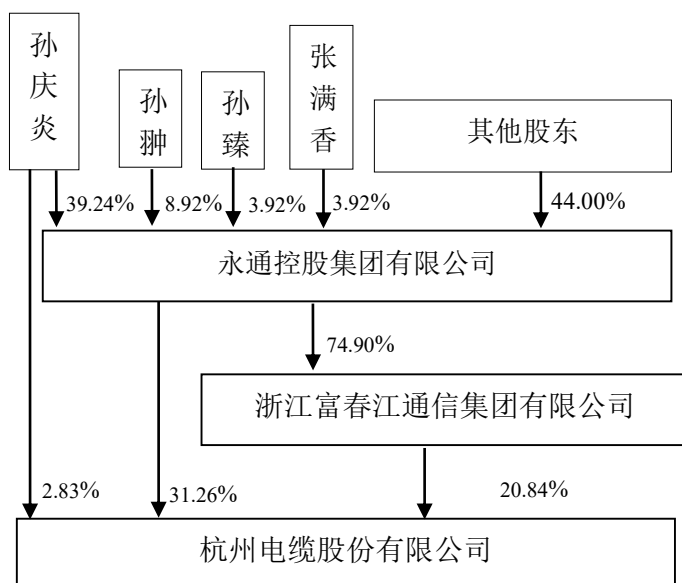 孙庆炎
孙翀
孙臻
张满香
其他股东
39.24%
8.92%
3.92%
3.92%
44.00%
永通控股集团有限公司
74.90%
浙江富春江通信集团有限公司
2.83%
31.26%
20.84%
杭州电缆股份有限公司